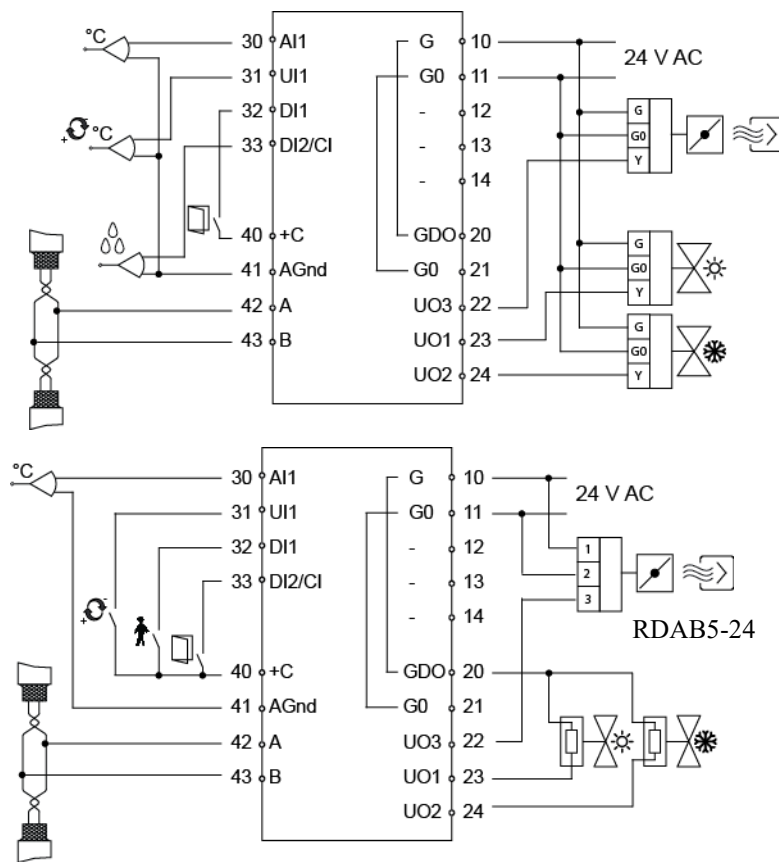 °C 30 AI1 G 10
24 V AC
31 UI1 G0 11
+ - °C 32 DI1 - 12
G
33 DI2/CI - 13
G0
Y
- 14
40 +C GDO 20
G
41 AGnd G0 21
G0
Y
42 A UO3 22
G
43 B UO1 23
G0
UO2 24
Y
°C 30 AI1 G 10
24 V AC
31 UI1 G0 11
32 DI1 - 12
1
33 DI2/CI - 13
2
3
+ - - 14
RDAB5-24
40 +C GDO 20
41 AGnd G0 21
42 A UO3 22
43 B UO1 23
UO2 24